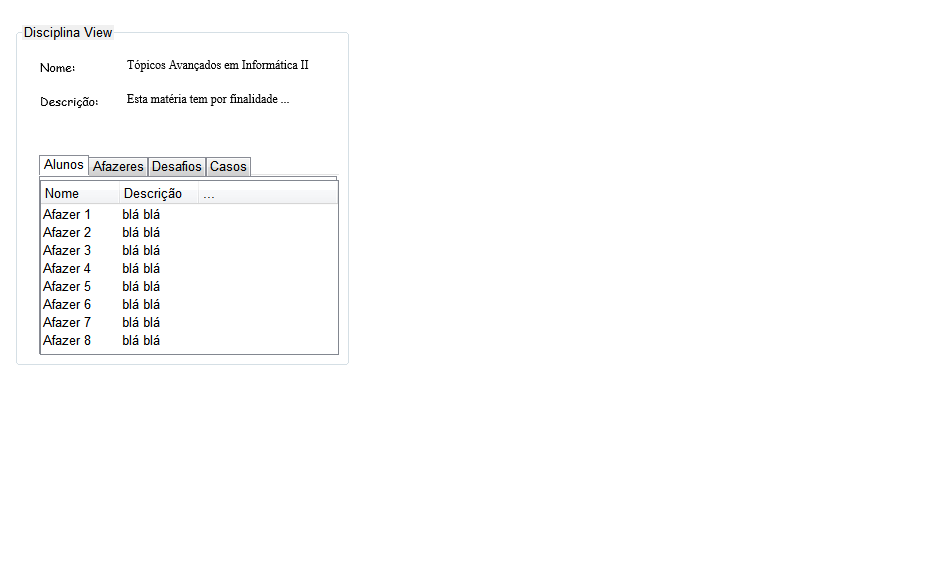 Disciplina View
Nome: Tópicos Avançados em Informática II
Descrição: Esta matéria tem por finalidade ...
Alunos Afazeres Desafios Casos
Nome Descrição ...
Afazer 1 blá blá
Afazer 2 blá blá
Afazer 3 blá blá
Afazer 4 blá blá
Afazer 5 blá blá
Afazer 6 blá blá
Afazer 7 blá blá
Afazer 8 blá blá